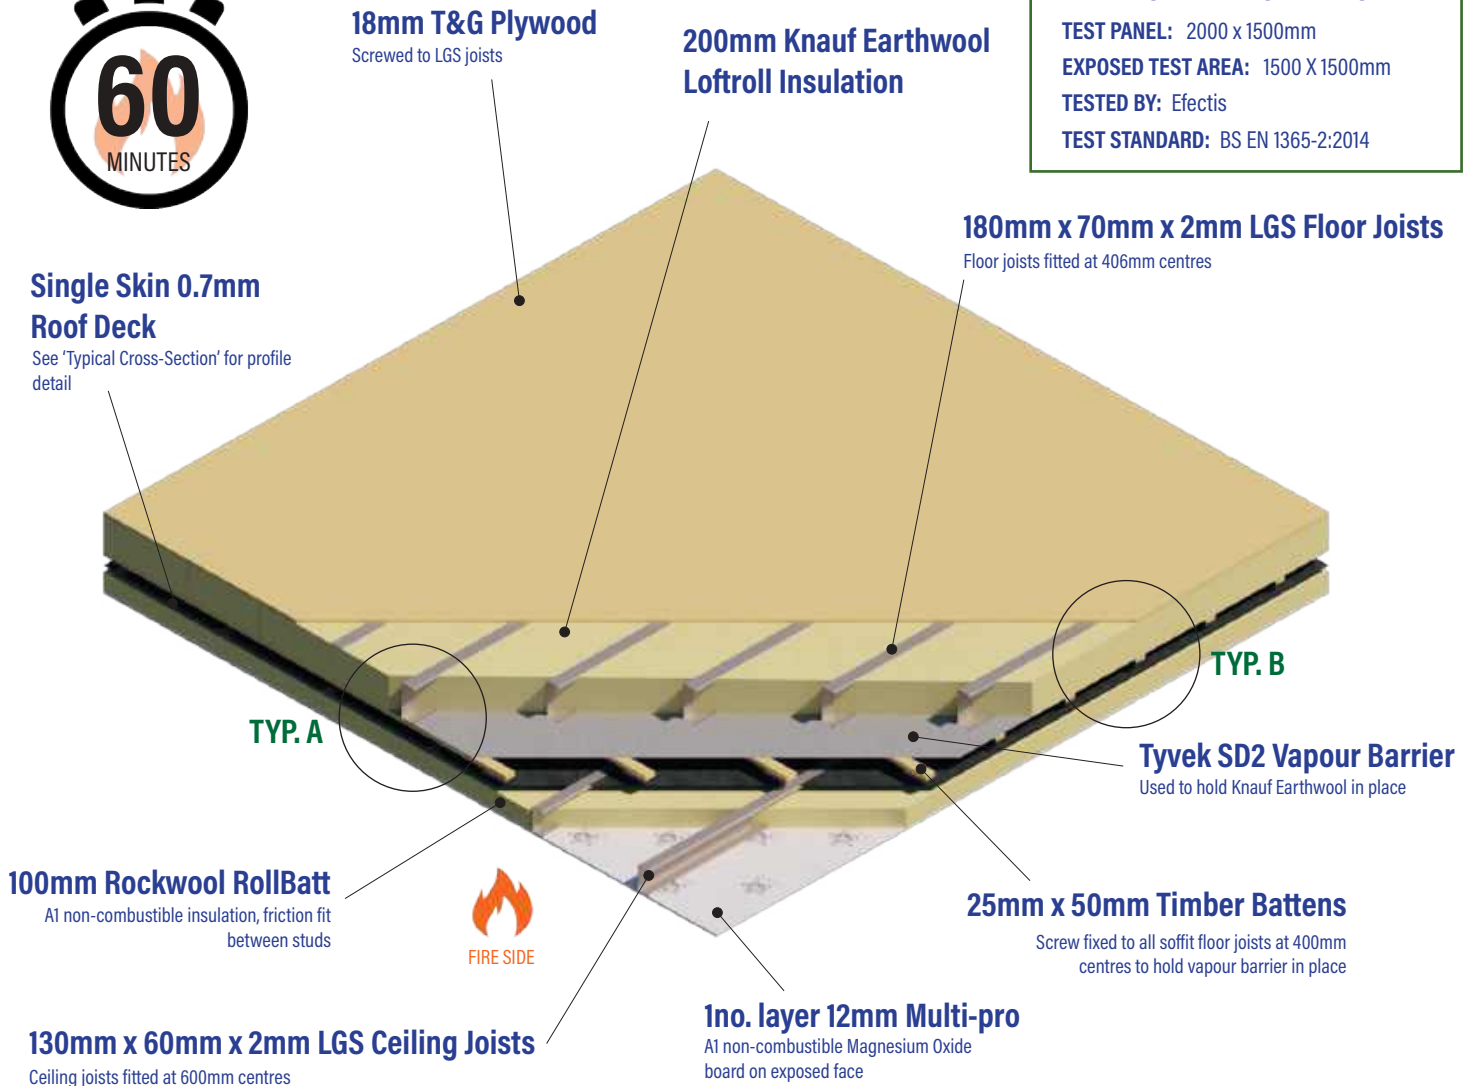 60
MINUTES
18mm T&G Plywood
Screwed to LGS joists
200mm Knauf Earthwool
Loftroll Insulation
TEST PANEL: 2000 x 1500mm
EXPOSED TEST AREA: 1500 X 1500mm
TESTED BY: Efectis
TEST STANDARD: BS EN 1365-2:2014
180mm x 70mm x 2mm LGS Floor Joists
Floor joists fitted at 406mm centres
Single Skin 0.7mm
Roof Deck
See ‘Typical Cross-Section’ for profile
detail
TYP. A
TYP. B
Tyvek SD2 Vapour Barrier
Used to hold Knauf Earthwool in place
100mm Rockwool RollBatt
A1 non-combustible insulation, friction fit
between studs
FIRE SIDE
25mm x 50mm Timber Battens
Screw fixed to all soffit floor joists at 400mm
centres to hold vapour barrier in place
1no. layer 12mm Multi-pro
A1 non-combustible Magnesium Oxide
board on exposed face
130mm x 60mm x 2mm LGS Ceiling Joists
Ceiling joists fitted at 600mm centres